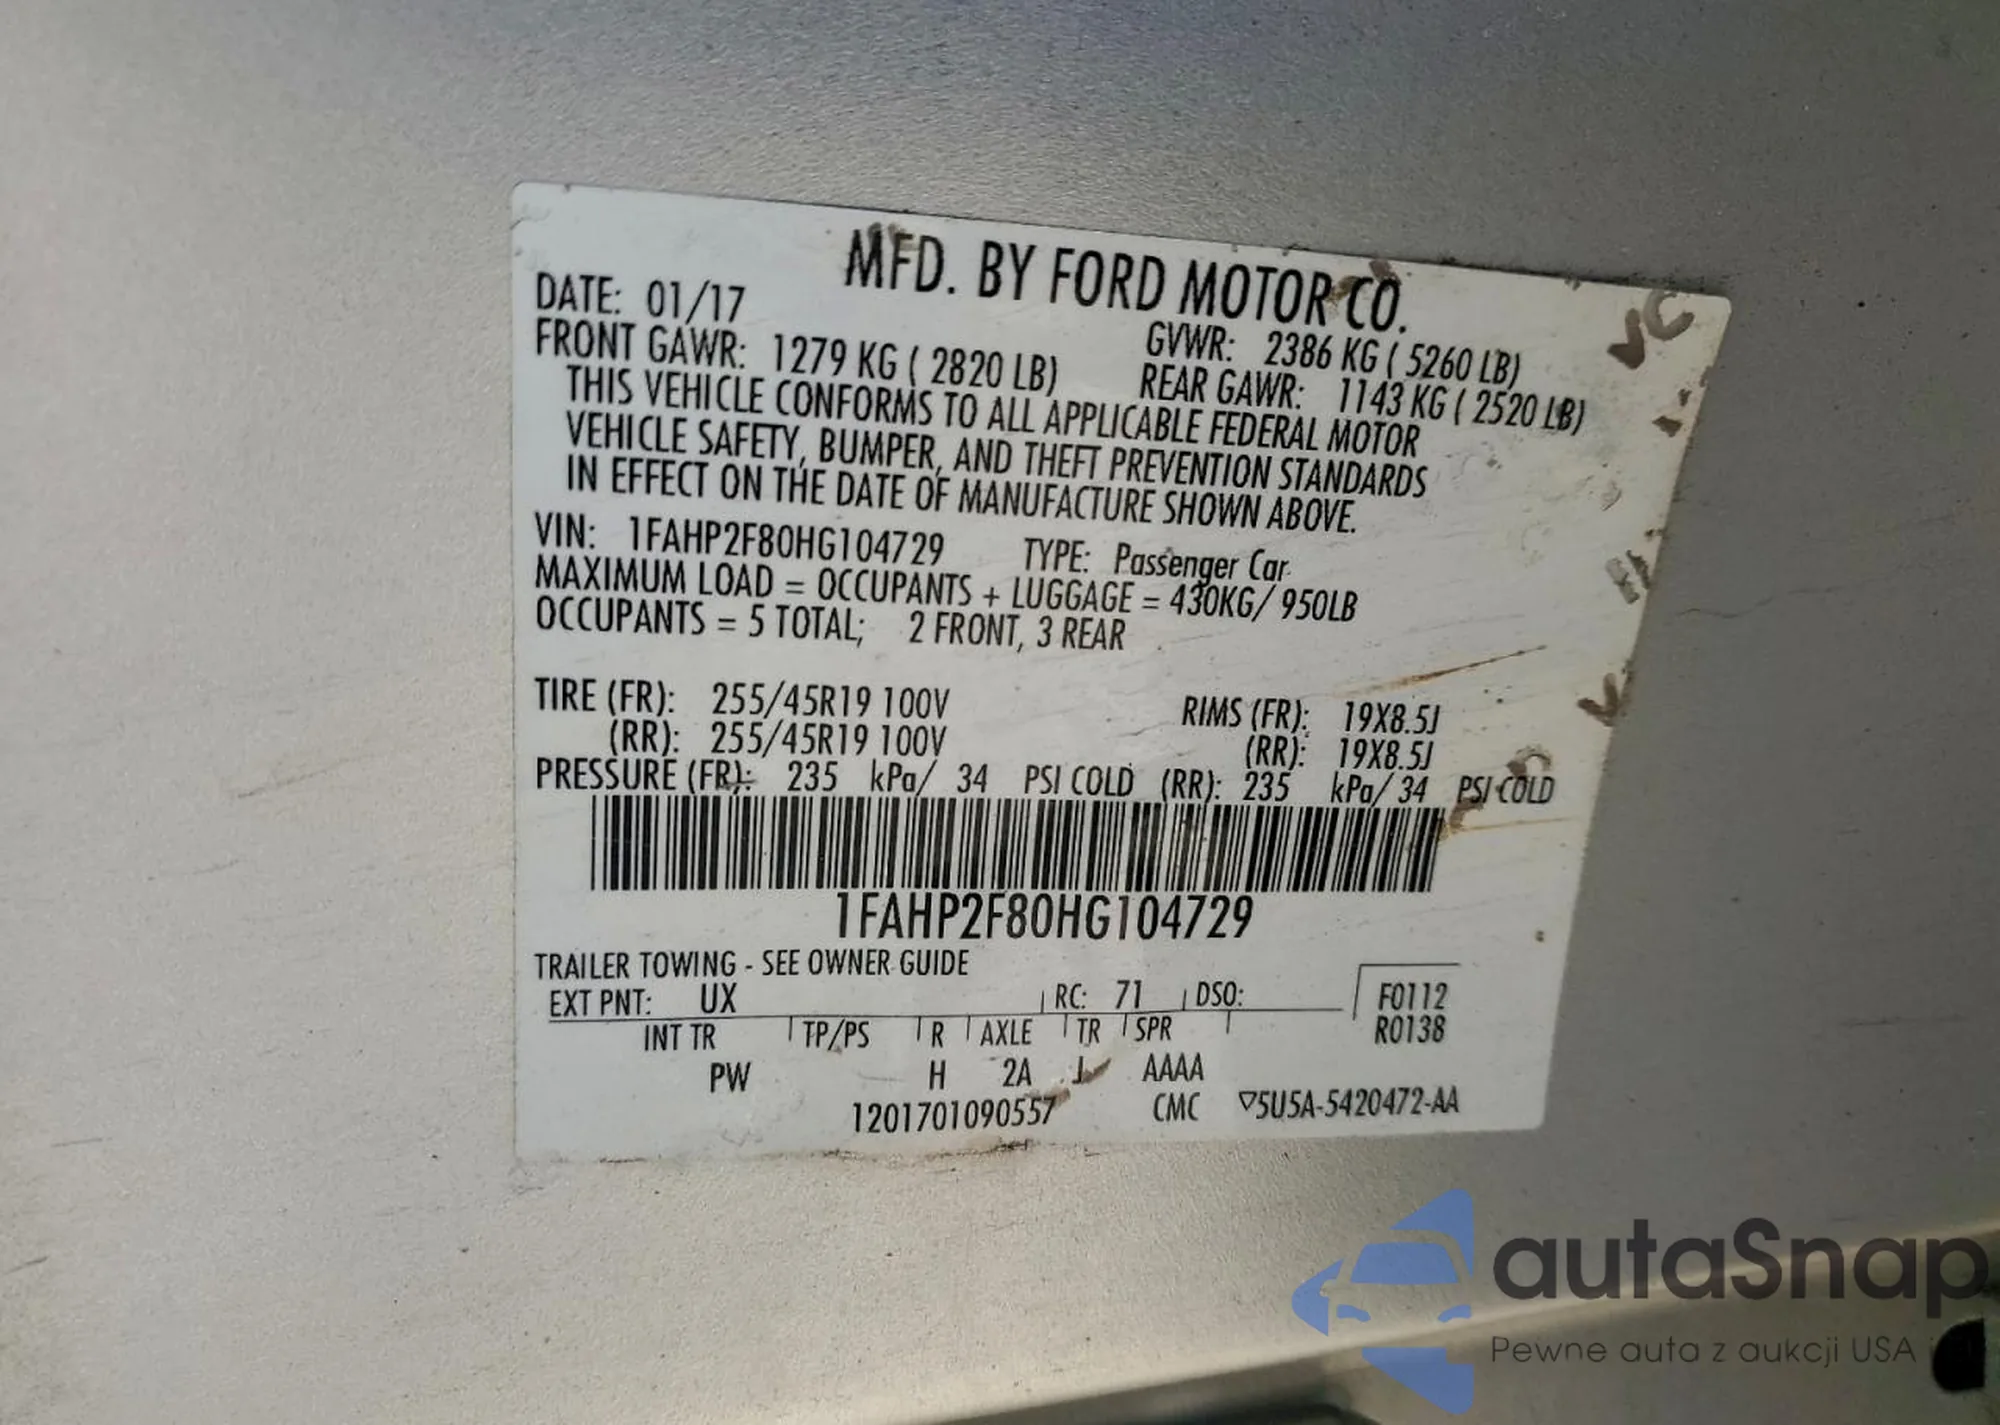 MFD. BY FORD MOTOR CO.
DATE: 01/17
GVWR: 2386 KG ( 5260 LB)
FRONT GAWR: 1279 KG ( 2820 LB)
REAR GAWR: 1143 KG ( 2520 LB)
THIS VEHICLE CONFORMS TO ALL APPLICABLE FEDERAL MOTOR
VEHICLE SAFETY, BUMPER, AND THEFT PREVENTION STANDARDS
IN EFFECT ON THE DATE OF MANUFACTURE SHOWN ABOVE.
VIN: 1FAHP2F80HG104729 TYPE: Passenger Car
MAXIMUM LOAD = OCCUPANTS + LUGGAGE = 430KG/ 950LB
OCCUPANTS = 5 TOTAL; 2 FRONT, 3 REAR
TIRE (FR): 255/45R19 100V RIMS (FR): 19X8.5J
(RR): 255/45R19 100V (RR): 19X8.5J
PRESSURE (FR): 235 kPa/ 34 PSI COLD (RR): 235 kPa/ 34 PSI COLD
1FAHP2F80HG104729
TRAILER TOWING - SEE OWNER GUIDE
EXT PNT: UX RC: 71 DSO: F0112
INT TR TP/PS R AXLE TR SPR R0138
PW H 2A J AAAA
1201701090557 CMC ▽5U5A-5420472-AA
autaSnap
Pewne auta z aukcji USA i